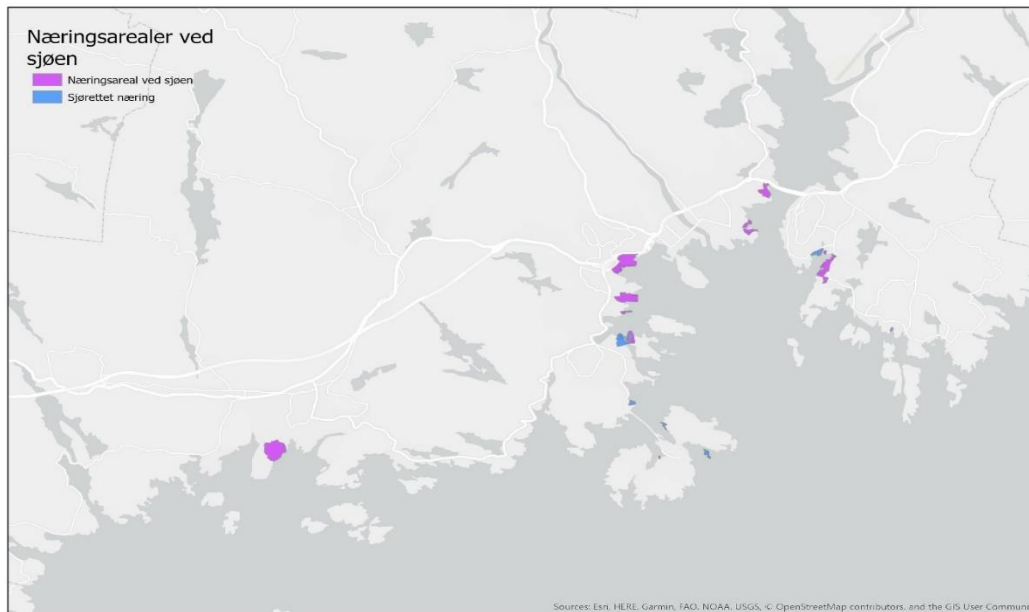 Næringsarealer ved
sjøen
Næringsareal ved sjøen
Sjørettet næring
Sources: Esri, HERE, Garmin, FAO, NOAA, USGS, © OpenStreetMap contributors, and the GIS User Commun